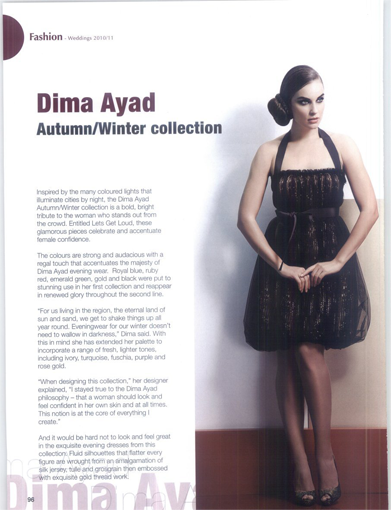 Fashion - Weddings 2010/11
Dima Ayad
Autumn/Winter collection
Inspired by the many coloured lights that
illuminate cities by night, the Dima Ayad
Autumn/Winter collection is a bold, bright
tribute to the woman who stands out from
the crowd. Entitled Lets Get Loud, these
glamorous pieces celebrate and accentuate
female confidence.
The colours are strong and audacious with a
regal touch that accentuates the majesty of
Dima Ayad evening wear. Royal blue, ruby
red, emerald green, gold and black were put to
stunning use in her first collection and reappear
in renewed glory throughout the second line.
"For us living in the region, the eternal land of
sun and sand, we get to shake things up all
year round. Eveningwear for our winter doesn't
need to wallow in darkness," Dima said. With
this in mind she has extended her palette to
incorporate a range of fresh, lighter tones,
including ivory, turquoise, fuschia, purple and
rose gold.
"When designing this collection," her designer
explained, "I stayed true to the Dima Ayad
philosophy – that a woman should look and
feel confident in her own skin and at all times.
This notion is at the core of everything I
create."
And it would be hard not to look and feel great
in the exquisite evening dresses from this
collection. Fluid silhouettes that flatter every
figure are wrought from an amalgamation of
silk jersey, tulle and grosgrain then embossed
with exquisite gold thread work.
Dima Ay
96